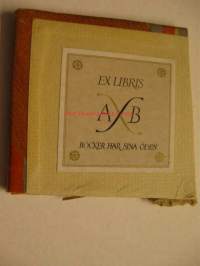 EX LIBRIS
A B
BÖCKER HAR SINA ÖDEN